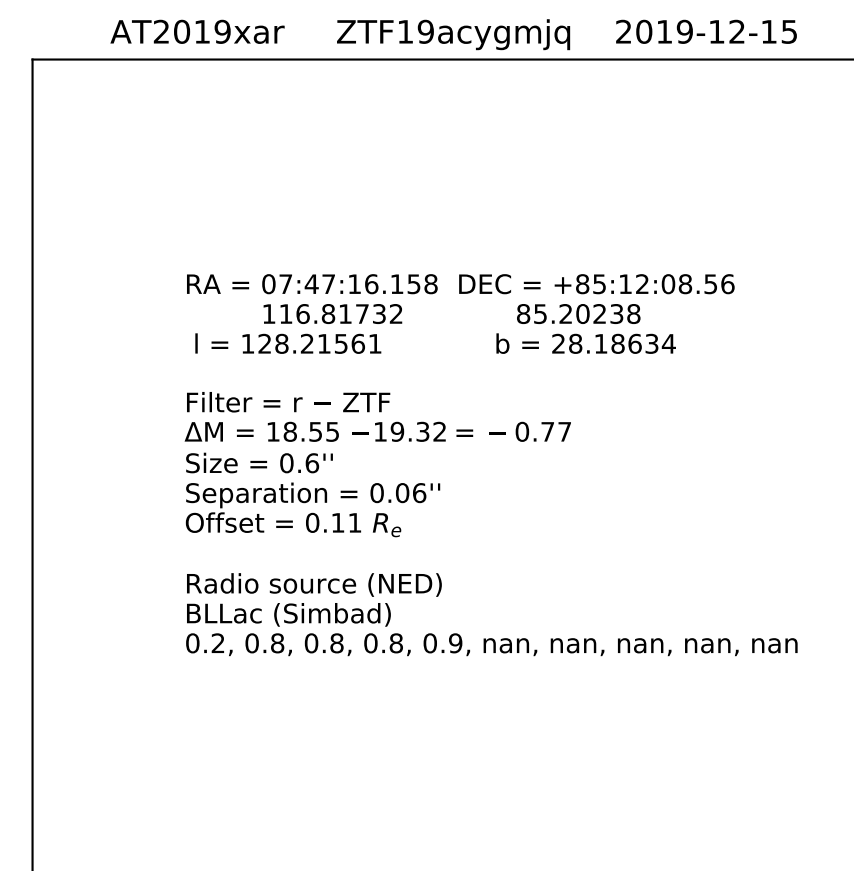 AT2019xar ZTF19acygmjq 2019-12-15
RA = 07:47:16.158 DEC = +85:12:08.56
116.81732 85.20238
l = 128.21561 b = 28.18634
Filter = r − ZTF
ΔM = 18.55 −19.32 = − 0.77
Size = 0.6''
Separation = 0.06''
Offset = 0.11 Rₑ
Radio source (NED)
BLLac (Simbad)
0.2, 0.8, 0.8, 0.8, 0.9, nan, nan, nan, nan, nan